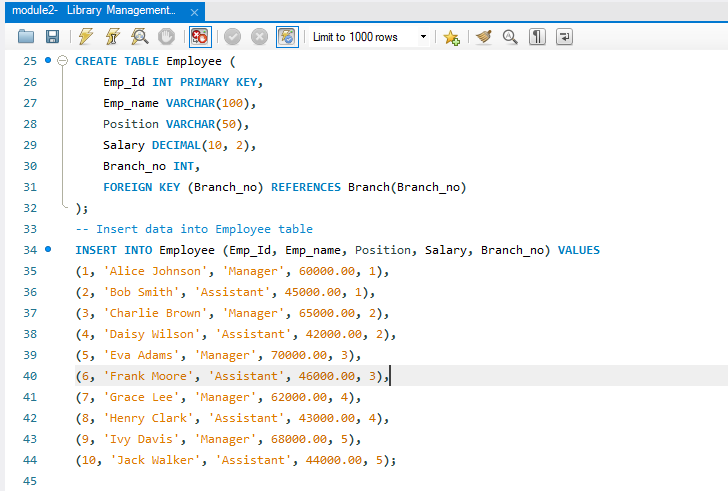 module2- Library Management..
Limit to 1000 rows
25 CREATE TABLE Employee (
26 Emp_Id INT PRIMARY KEY,
27 Emp_name VARCHAR(100),
28 Position VARCHAR(50),
29 Salary DECIMAL(10, 2),
30 Branch_no INT,
31 FOREIGN KEY (Branch_no) REFERENCES Branch(Branch_no)
32 );
33 -- Insert data into Employee table
34 INSERT INTO Employee (Emp_Id, Emp_name, Position, Salary, Branch_no) VALUES
35 (1, 'Alice Johnson', 'Manager', 60000.00, 1),
36 (2, 'Bob Smith', 'Assistant', 45000.00, 1),
37 (3, 'Charlie Brown', 'Manager', 65000.00, 2),
38 (4, 'Daisy Wilson', 'Assistant', 42000.00, 2),
39 (5, 'Eva Adams', 'Manager', 70000.00, 3),
40 (6, 'Frank Moore', 'Assistant', 46000.00, 3),
41 (7, 'Grace Lee', 'Manager', 62000.00, 4),
42 (8, 'Henry Clark', 'Assistant', 43000.00, 4),
43 (9, 'Ivy Davis', 'Manager', 68000.00, 5),
44 (10, 'Jack Walker', 'Assistant', 44000.00, 5);
45